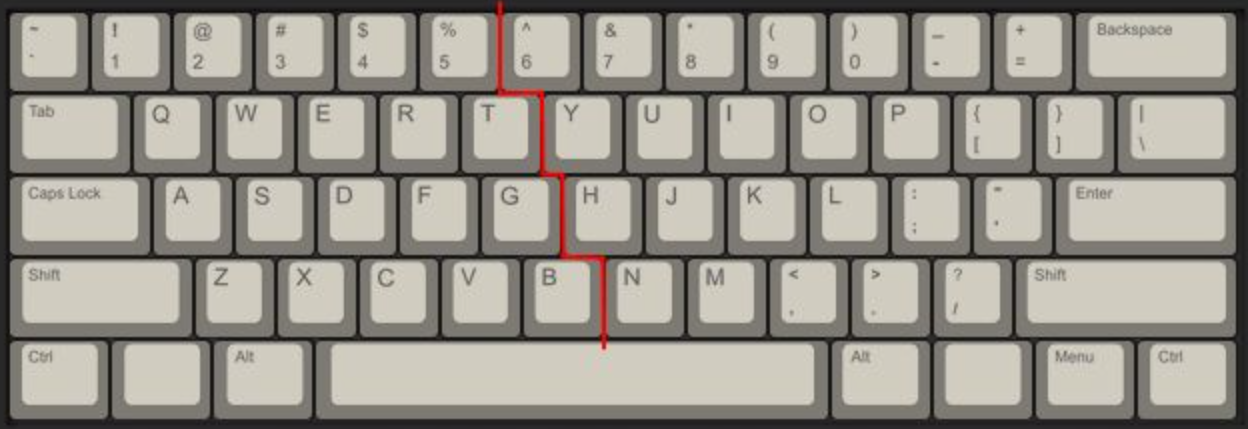 ~ ! @ # $ % ^ & * ( ) _ + Backspace
` 1 2 3 4 5 6 7 8 9 0 - =
Tab Q W E R T Y U I O P { } |
[ ] \
Caps Lock A S D F G H J K L : " Enter
; '
Shift Z X C V B N M < > ? Shift
, . /
Ctrl Alt Alt Menu Ctrl